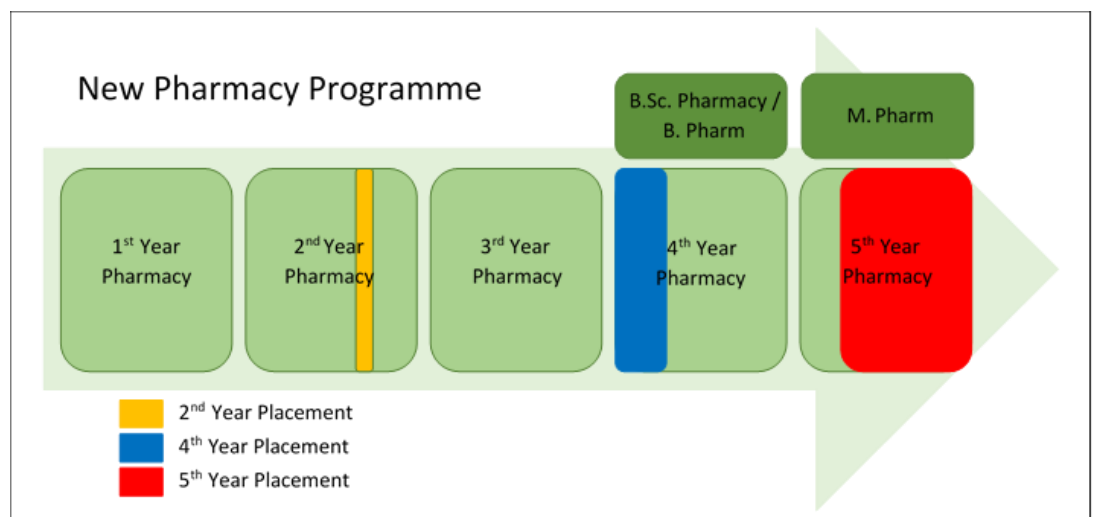 New Pharmacy Programme
B.Sc. Pharmacy /
B. Pharm
M. Pharm
1st Year
Pharmacy
2nd Year
Pharmacy
3rd Year
Pharmacy
4th Year
Pharmacy
5th Year
Pharmacy
2nd Year Placement
4th Year Placement
5th Year Placement